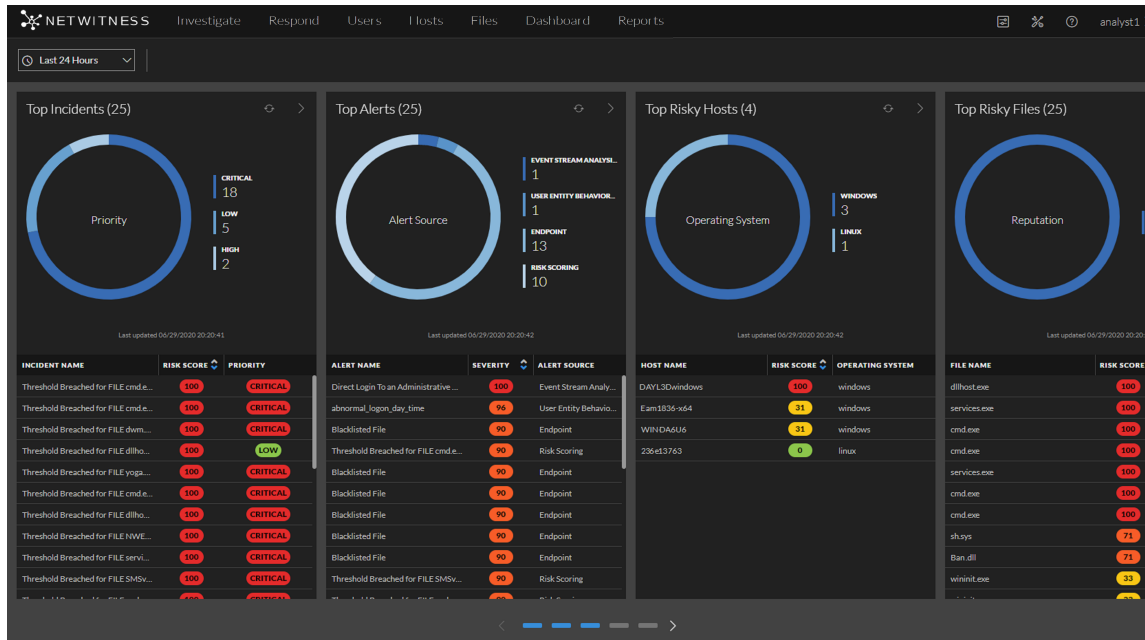 NETWITNESS Investigate Respond Users Hosts Files Dashboard Reports analyst1
Last 24 Hours
Top Incidents (25)
Priority
CRITICAL
18
LOW
5
HIGH
2
Last updated 06/29/2020 20:20:41
INCIDENT NAME RISK SCORE PRIORITY
Threshold Breached for FILE cmd.e... 100 CRITICAL
Threshold Breached for FILE cmd.e... 100 CRITICAL
Threshold Breached for FILE dwm.... 100 CRITICAL
Threshold Breached for FILE dllho... 100 LOW
Threshold Breached for FILE yoga.... 100 CRITICAL
Threshold Breached for FILE cmd.e... 100 CRITICAL
Threshold Breached for FILE dllho... 100 CRITICAL
Threshold Breached for FILE NWE... 100 CRITICAL
Threshold Breached for FILE servi... 100 CRITICAL
Threshold Breached for FILE SMSv... 100 CRITICAL
Top Alerts (25)
Alert Source
EVENT STREAM ANALYSI...
1
USER ENTITY BEHAVIOR...
1
ENDPOINT
13
RISK SCORING
10
Last updated 06/29/2020 20:20:42
ALERT NAME SEVERITY ALERT SOURCE
Direct Login To an Administrative ... 100 Event Stream Analy...
abnormal_logon_day_time 96 User Entity Behavio...
Blacklisted File 90 Endpoint
Threshold Breached for FILE cmd.e... 90 Risk Scoring
Blacklisted File 90 Endpoint
Blacklisted File 90 Endpoint
Blacklisted File 90 Endpoint
Blacklisted File 90 Endpoint
Blacklisted File 90 Endpoint
Threshold Breached for FILE SMSv... 90 Risk Scoring
Top Risky Hosts (4)
Operating System
WINDOWS
3
LINUX
1
Last updated 06/29/2020 20:20:42
HOST NAME RISK SCORE OPERATING SYSTEM
DAYL3Dwindows 100 windows
Eam1836-x64 31 windows
WINDA6U6 31 windows
236e13763 0 linux
Top Risky Files (25)
Reputation
Last updated 06/29/2020 20:20:
FILE NAME RISK SCORE
dllhost.exe 100
services.exe 100
cmd.exe 100
cmd.exe 100
services.exe 100
cmd.exe 100
cmd.exe 100
sh.sys 71
Ban.dll 71
wininit.exe 33